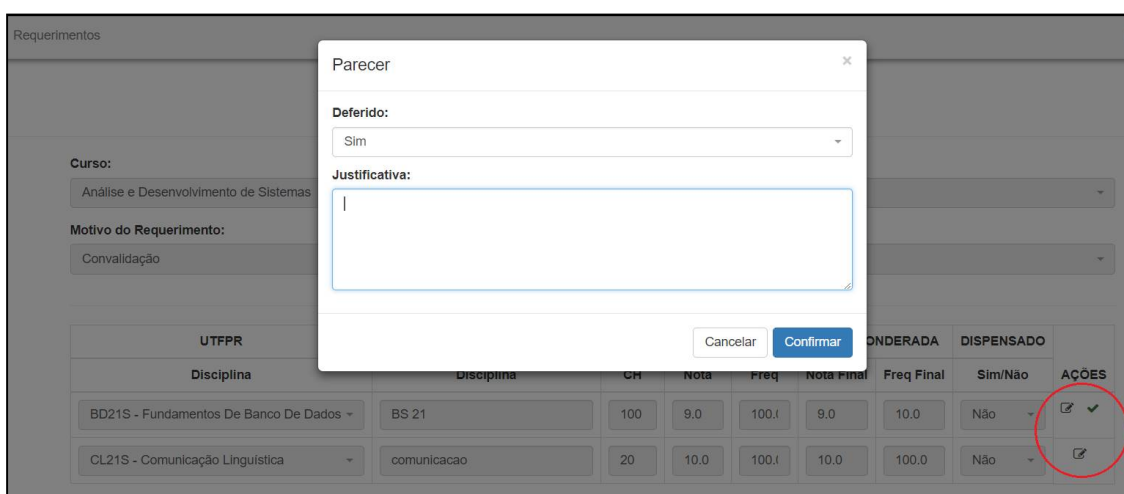 Requerimentos
Parecer ×
Deferido:
Sim
Justificativa:
Curso:
Análise e Desenvolvimento de Sistemas
Motivo do Requerimento:
Convalidação
Cancelar Confirmar
UTFPR ONDERADA DISPENSADO
Disciplina Disciplina CH Nota Freq Nota Final Freq Final Sim/Não AÇÕES
BD21S - Fundamentos De Banco De Dados BS 21 100 9.0 100.( 9.0 10.0 Não
CL21S - Comunicação Linguística comunicacao 20 10.0 100.( 10.0 100.0 Não